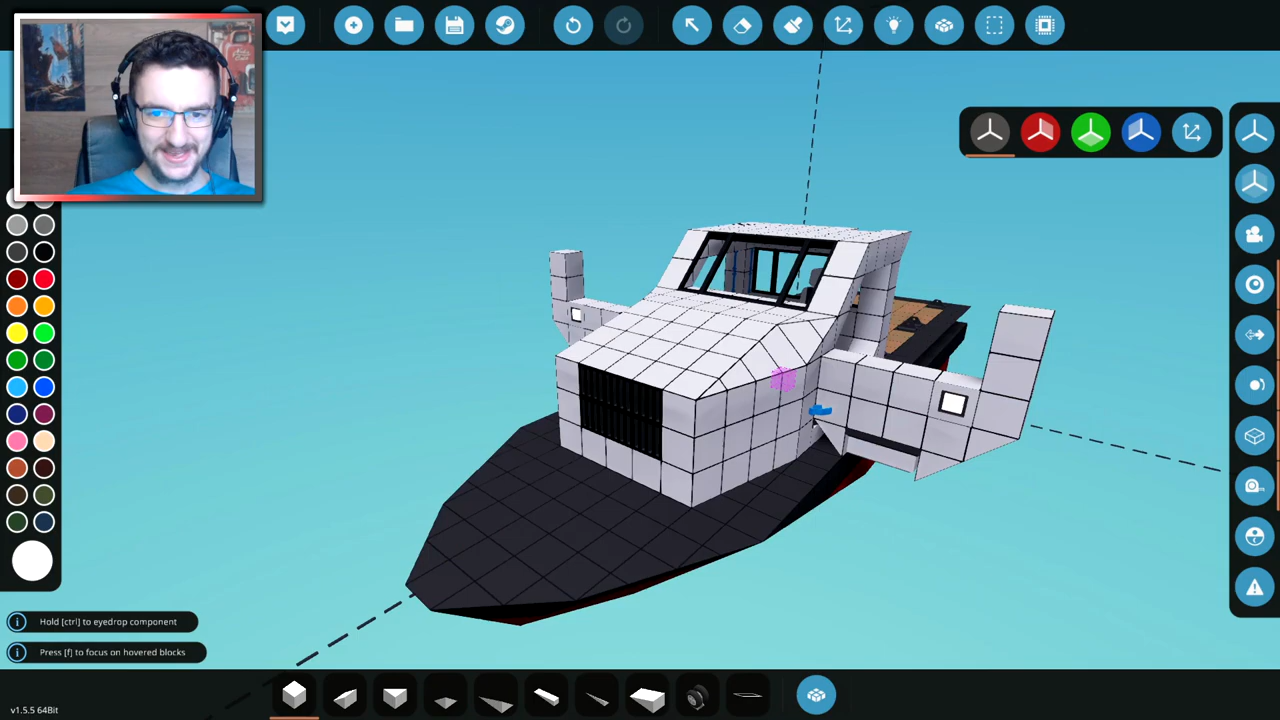 Hold [ctrl] to eyedrop component
Press [f] to focus on hovered blocks
v1.5.5 64Bit